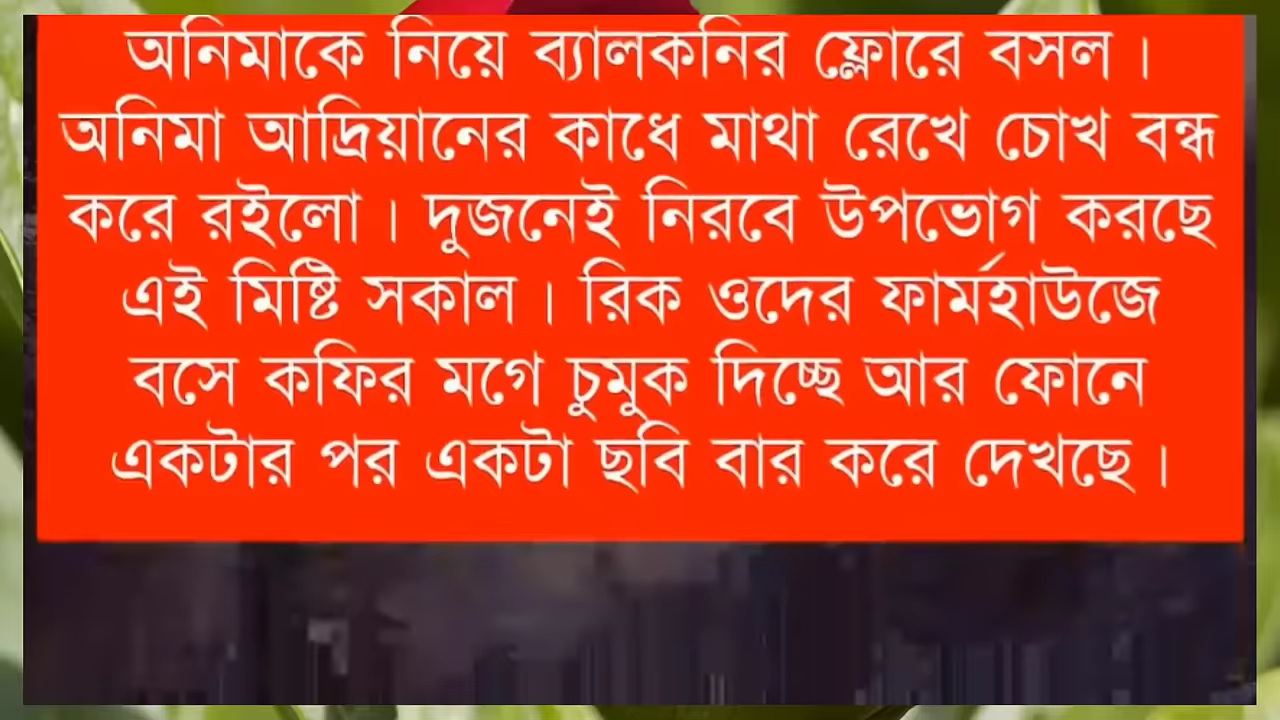 অনিমাকে নিয়ে ব্যালকনির ফ্লোরে বসল।
অনিমা আদ্রিয়ানের কাধে মাথা রেখে চোখ বন্ধ
করে রইলো। দুজনেই নিরবে উপভোগ করছে
এই মিষ্টি সকাল। রিক ওদের ফার্মহাউজে
বসে কফির মগে চুমুক দিচ্ছে আর ফোনে
একটার পর একটা ছবি বার করে দেখছে।